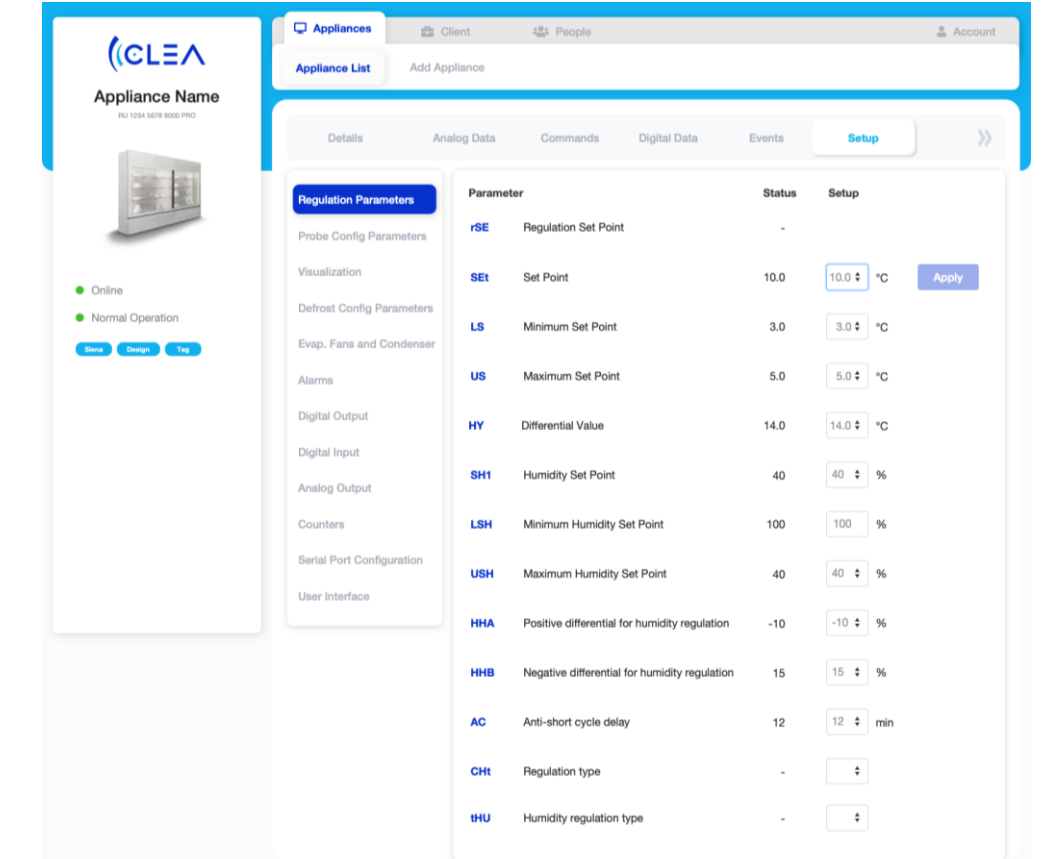 CLEA
Appliance Name
RU 1234 5678 9000 PRO
Online
Normal Operation
Siena Design Tag
Appliances Client People Account
Appliance List Add Appliance
Details Analog Data Commands Digital Data Events Setup
Regulation Parameters
Probe Config Parameters
Visualization
Defrost Config Parameters
Evap. Fans and Condenser
Alarms
Digital Output
Digital Input
Analog Output
Counters
Serial Port Configuration
User Interface
Parameter Status Setup
rSE Regulation Set Point -
SEt Set Point 10.0 10.0 °C Apply
LS Minimum Set Point 3.0 3.0 °C
US Maximum Set Point 5.0 5.0 °C
HY Differential Value 14.0 14.0 °C
SH1 Humidity Set Point 40 40 %
LSH Minimum Humidity Set Point 100 100 %
USH Maximum Humidity Set Point 40 40 %
HHA Positive differential for humidity regulation -10 -10 %
HHB Negative differential for humidity regulation 15 15 %
AC Anti-short cycle delay 12 12 min
CHt Regulation type -
tHU Humidity regulation type -